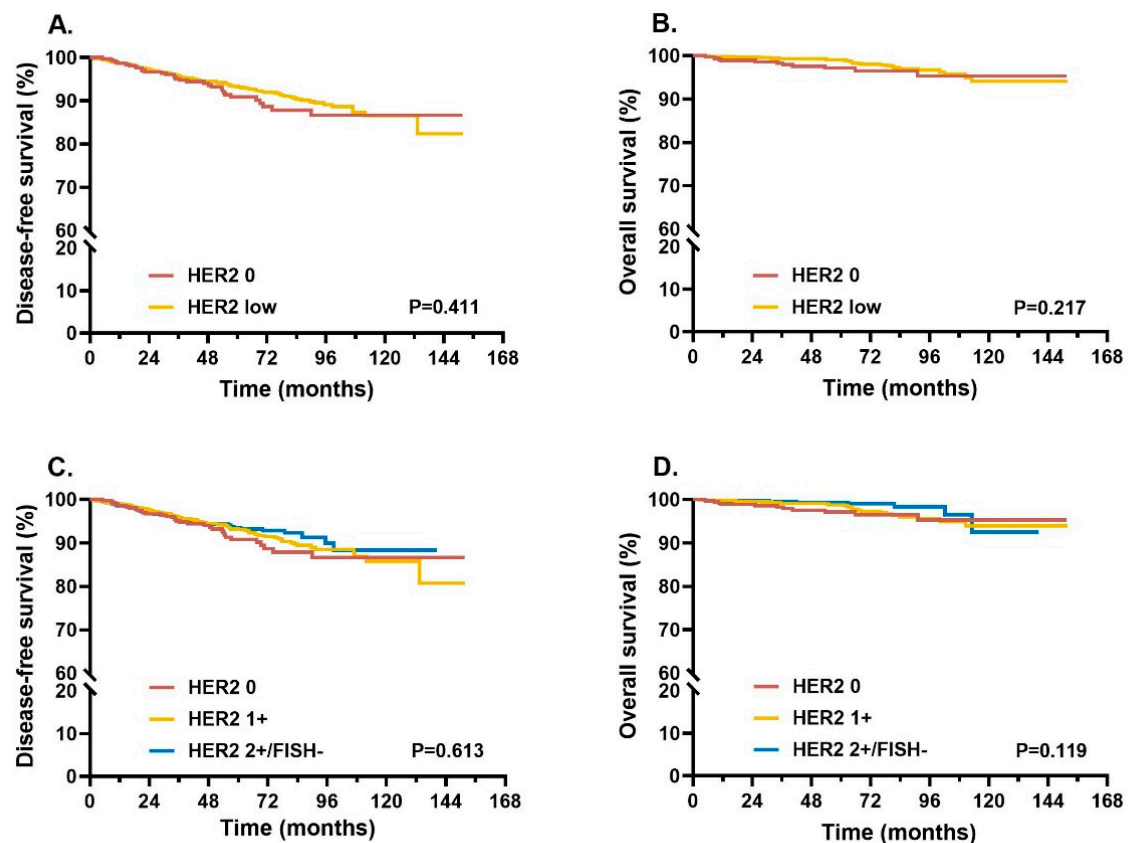 A.
Disease-free survival (%)
100
90
80
70
60
20
10
0
HER2 0
HER2 low
P=0.411
0 24 48 72 96 120 144 168
Time (months)
B.
Overall survival (%)
100
90
80
70
60
20
10
0
HER2 0
HER2 low
P=0.217
0 24 48 72 96 120 144 168
Time (months)
C.
Disease-free survival (%)
100
90
80
70
60
20
10
0
HER2 0
HER2 1+
HER2 2+/FISH-
P=0.613
0 24 48 72 96 120 144 168
Time (months)
D.
Overall survival (%)
100
90
80
70
60
20
10
0
HER2 0
HER2 1+
HER2 2+/FISH-
P=0.119
0 24 48 72 96 120 144 168
Time (months)